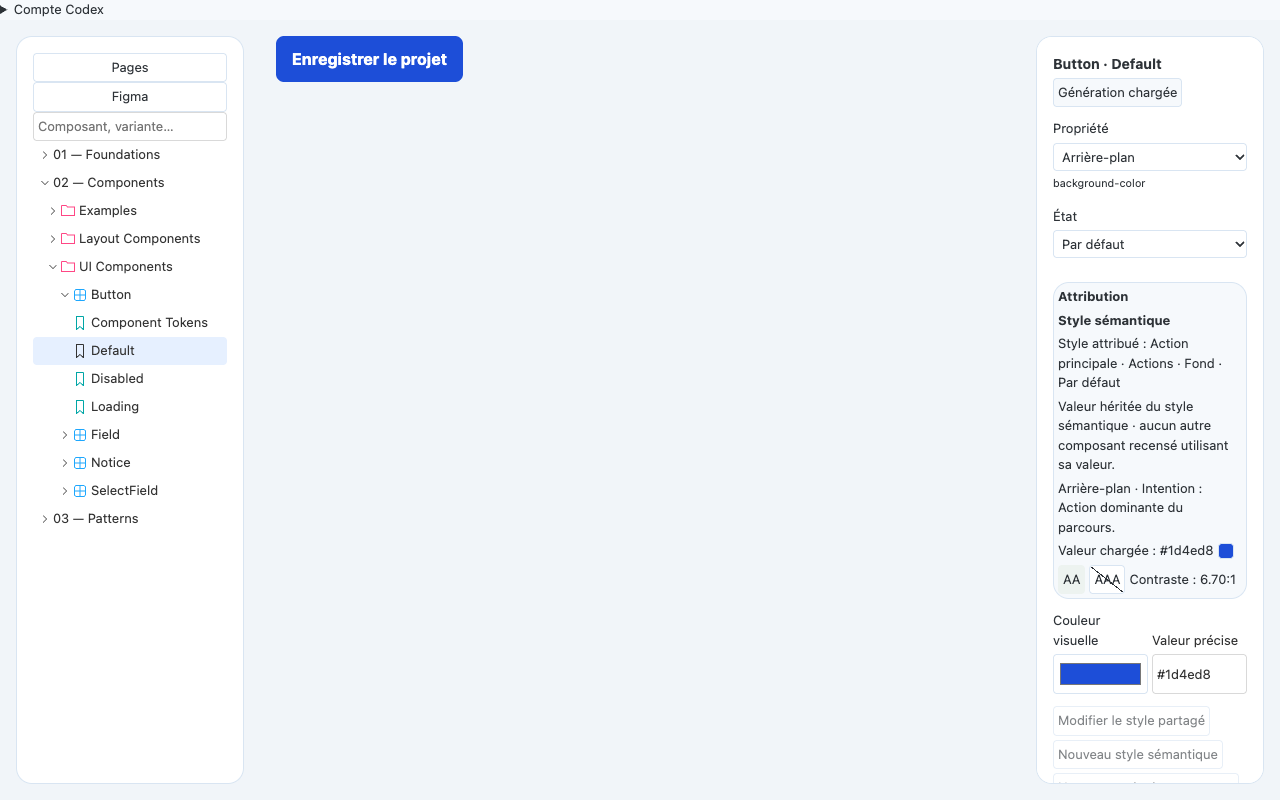 Compte Codex
Pages
Figma
Composant, variante...
01 — Foundations
02 — Components
Examples
Layout Components
UI Components
Button
Component Tokens
Default
Disabled
Loading
Field
Notice
SelectField
03 — Patterns
Enregistrer le projet
Button · Default
Génération chargée
Propriété
Arrière-plan
background-color
État
Par défaut
Attribution
Style sémantique
Style attribué : Action
principale · Actions · Fond ·
Par défaut
Valeur héritée du style
sémantique · aucun autre
composant recensé utilisant
sa valeur.
Arrière-plan · Intention :
Action dominante du
parcours.
Valeur chargée : #1d4ed8
AA AAA Contraste : 6.70:1
Couleur
visuelle
Valeur précise
#1d4ed8
Modifier le style partagé
Nouveau style sémantique